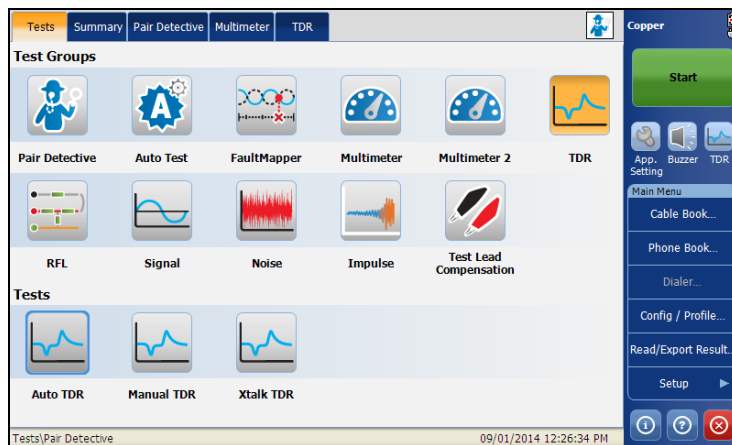 Tests
Summary
Pair Detective
Multimeter
TDR
Copper
Test Groups
Start
Pair Detective
Auto Test
FaultMapper
Multimeter
Multimeter 2
TDR
App. Setting
Buzzer
TDR
Main Menu
RFL
Signal
Noise
Impulse
Test Lead
Compensation
Cable Book...
Phone Book...
Dialer...
Config / Profile...
Read/Export Result..
Setup
Tests
Auto TDR
Manual TDR
Xtalk TDR
Tests\Pair Detective
09/01/2014 12:26:34 PM